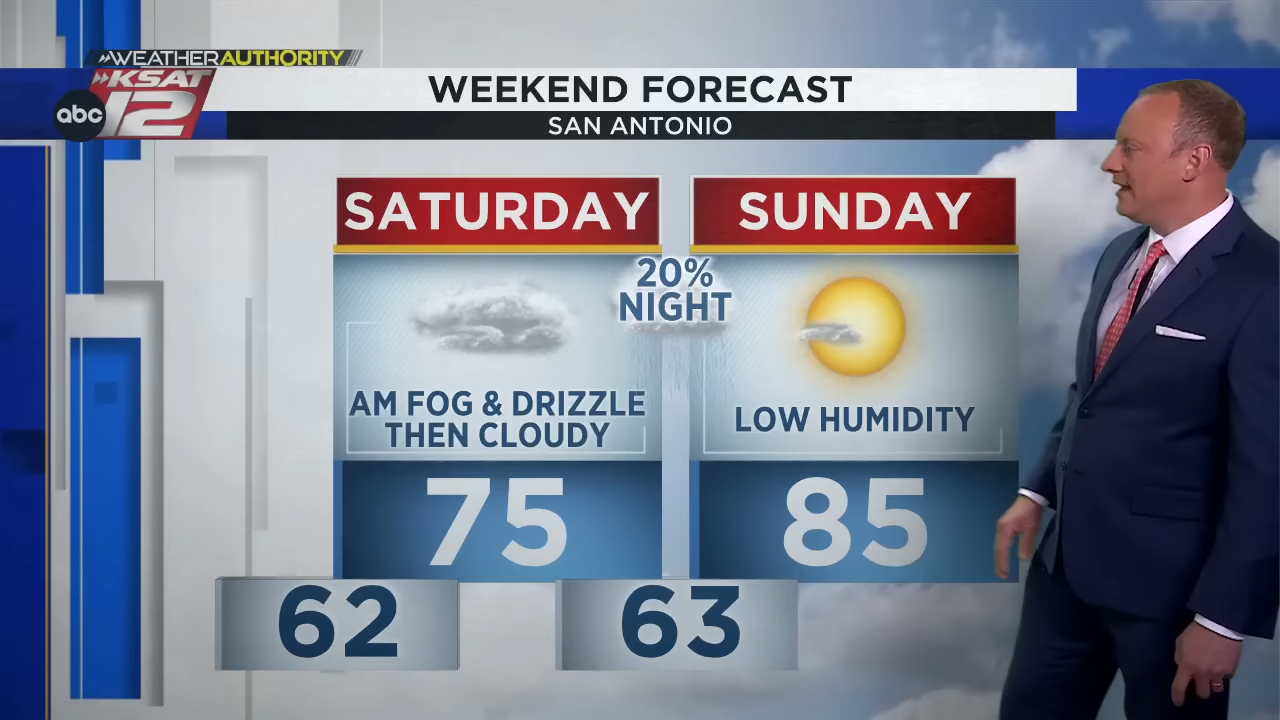 WEATHERAUTHORITY
KSAT
abc
12
WEEKEND FORECAST
SAN ANTONIO
SATURDAY
SUNDAY
20%
NIGHT
AM FOG & DRIZZLE
THEN CLOUDY
LOW HUMIDITY
75
85
62
63